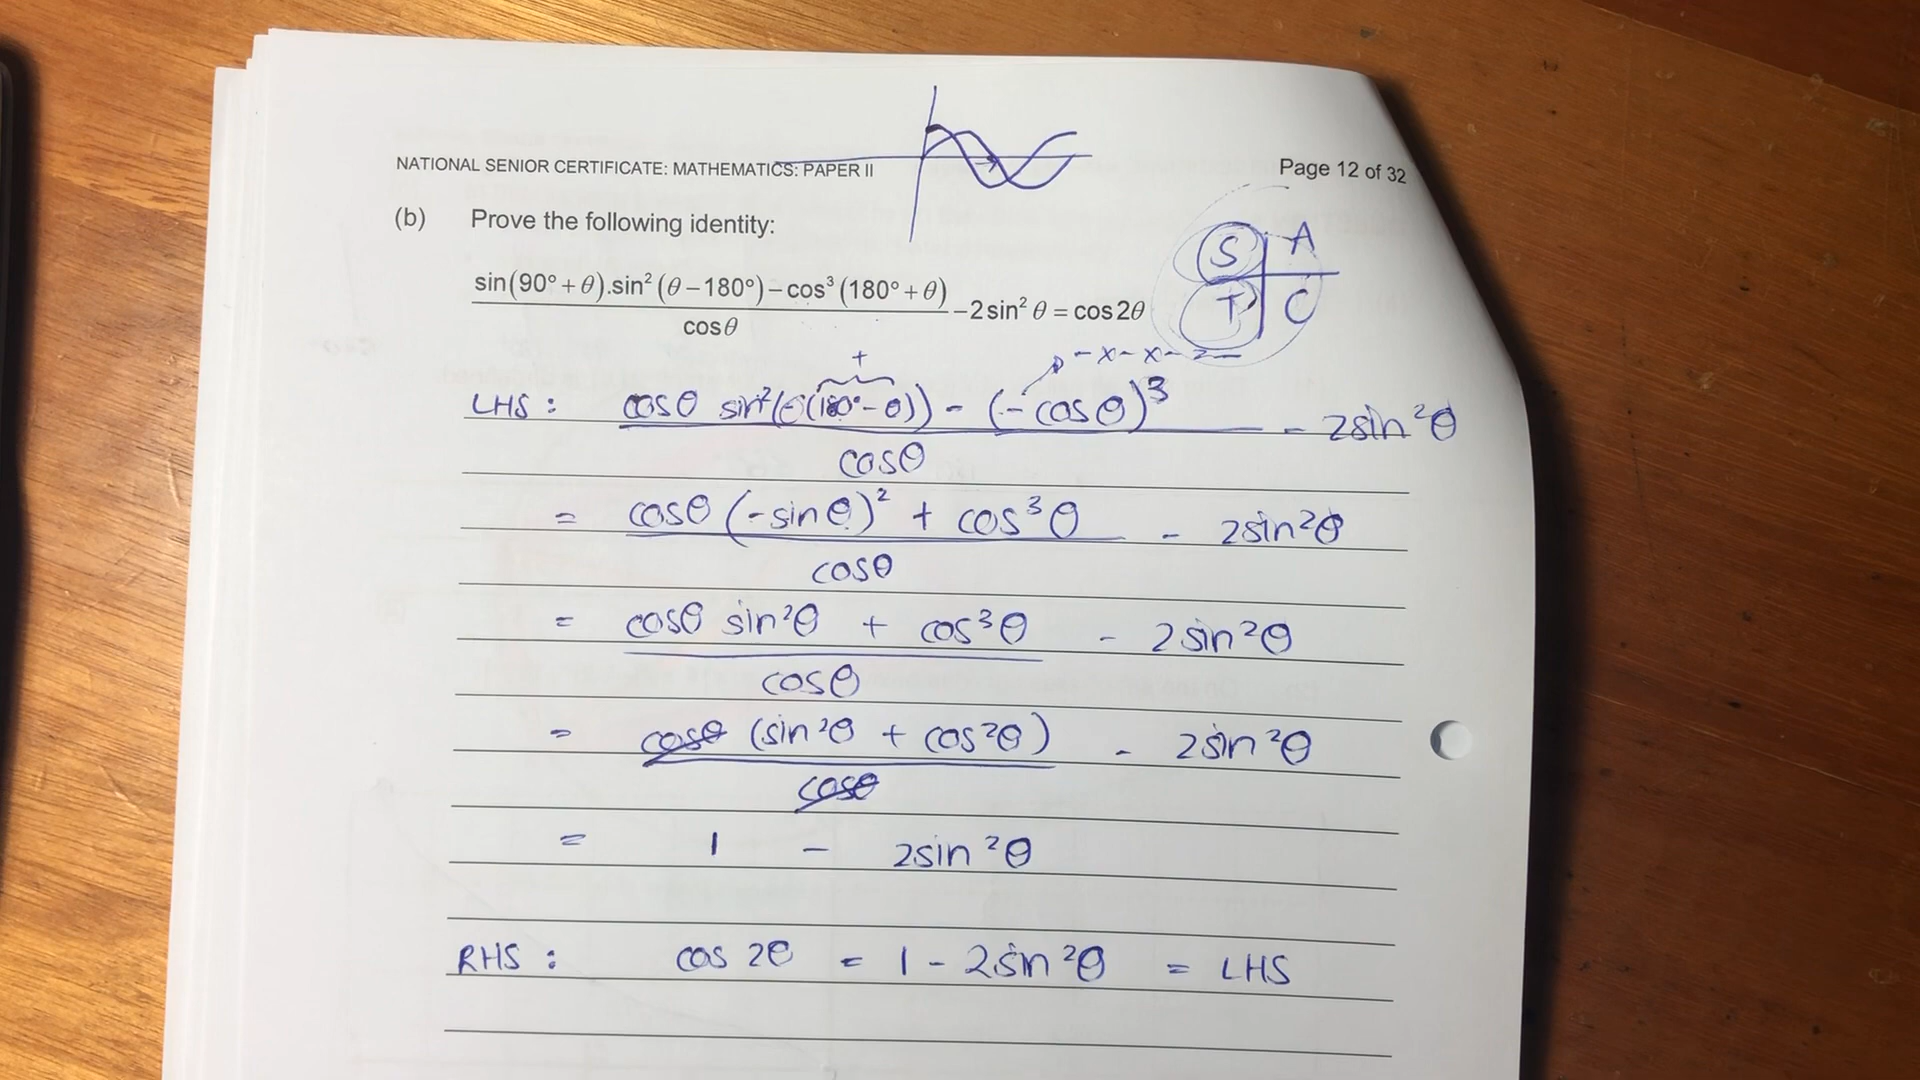 NATIONAL SENIOR CERTIFICATE: MATHEMATICS: PAPER II
Page 12 of 32
(b) Prove the following identity:
S A
T C
sin(90°+θ).sin²(θ−180°)−cos³(180°+θ) / cosθ −2sin²θ = cos2θ
+
- x - x - = -
LHS: cosθ sin²(-(180°-θ)) - (-cosθ)³ / cosθ - 2sin²θ
= cosθ (-sinθ)² + cos³θ / cosθ - 2sin²θ
= cosθ sin²θ + cos³θ / cosθ - 2sin²θ
= cosθ (sin²θ + cos²θ) / cosθ - 2sin²θ
= 1 - 2sin²θ
RHS: cos 2θ = 1 - 2sin²θ = LHS